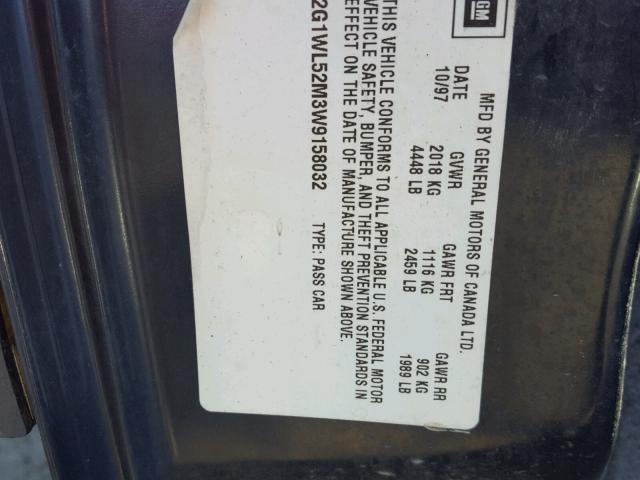 GM
MFD BY GENERAL MOTORS OF CANADA LTD.
DATE GVWR GAWR FRT GAWR RR
10/97 2018 KG 1116 KG 902 KG
4448 LB 2459 LB 1989 LB
THIS VEHICLE CONFORMS TO ALL APPLICABLE U.S. FEDERAL MOTOR
VEHICLE SAFETY, BUMPER, AND THEFT PREVENTION STANDARDS IN
EFFECT ON THE DATE OF MANUFACTURE SHOWN ABOVE.
2G1WL52M3W9158032 TYPE: PASS CAR